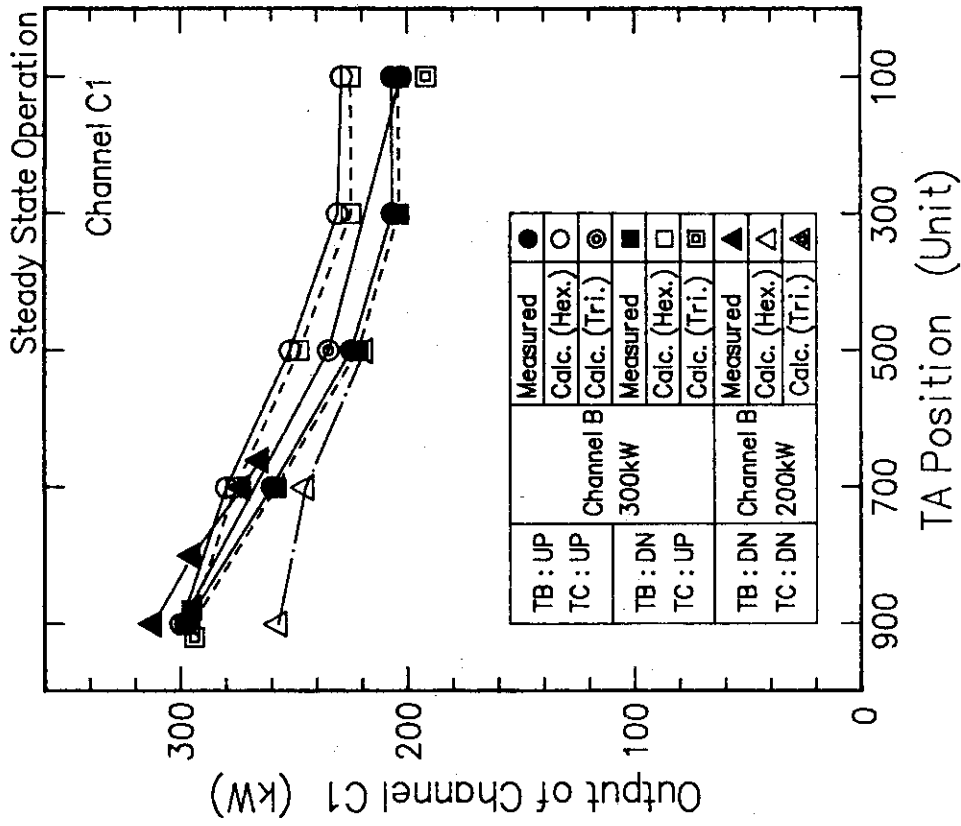 Steady State Operation
Channel C1
Output of Channel C1 (kW)
300
200
0
TB : UP
TC : UP
Channel B
300kW
Measured
Calc. (Hex.)
Calc. (Tri.)
TB : DN
TC : UP
Measured
Calc. (Hex.)
Calc. (Tri.)
TB : DN
TC : DN
Channel B
200kW
Measured
Calc. (Hex.)
Calc. (Tri.)
900
700
500
300
100
TA Position (Unit)